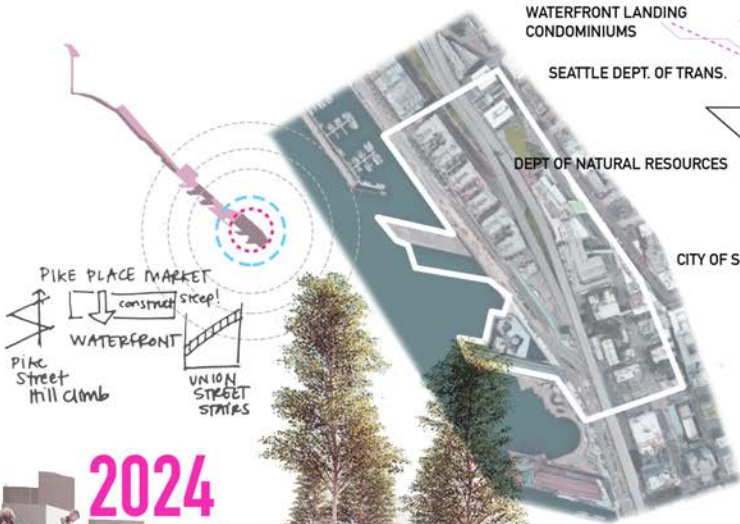 WATERFRONT LANDING
CONDOMINIUMS
SEATTLE DEPT. OF TRANS.
DEPT OF NATURAL RESOURCES
CITY OF S
PIKE PLACE MARKET
construct steep!
WATERFRONT
Pike
Street
Hill Climb
UNION
STREET
STAIRS
2024